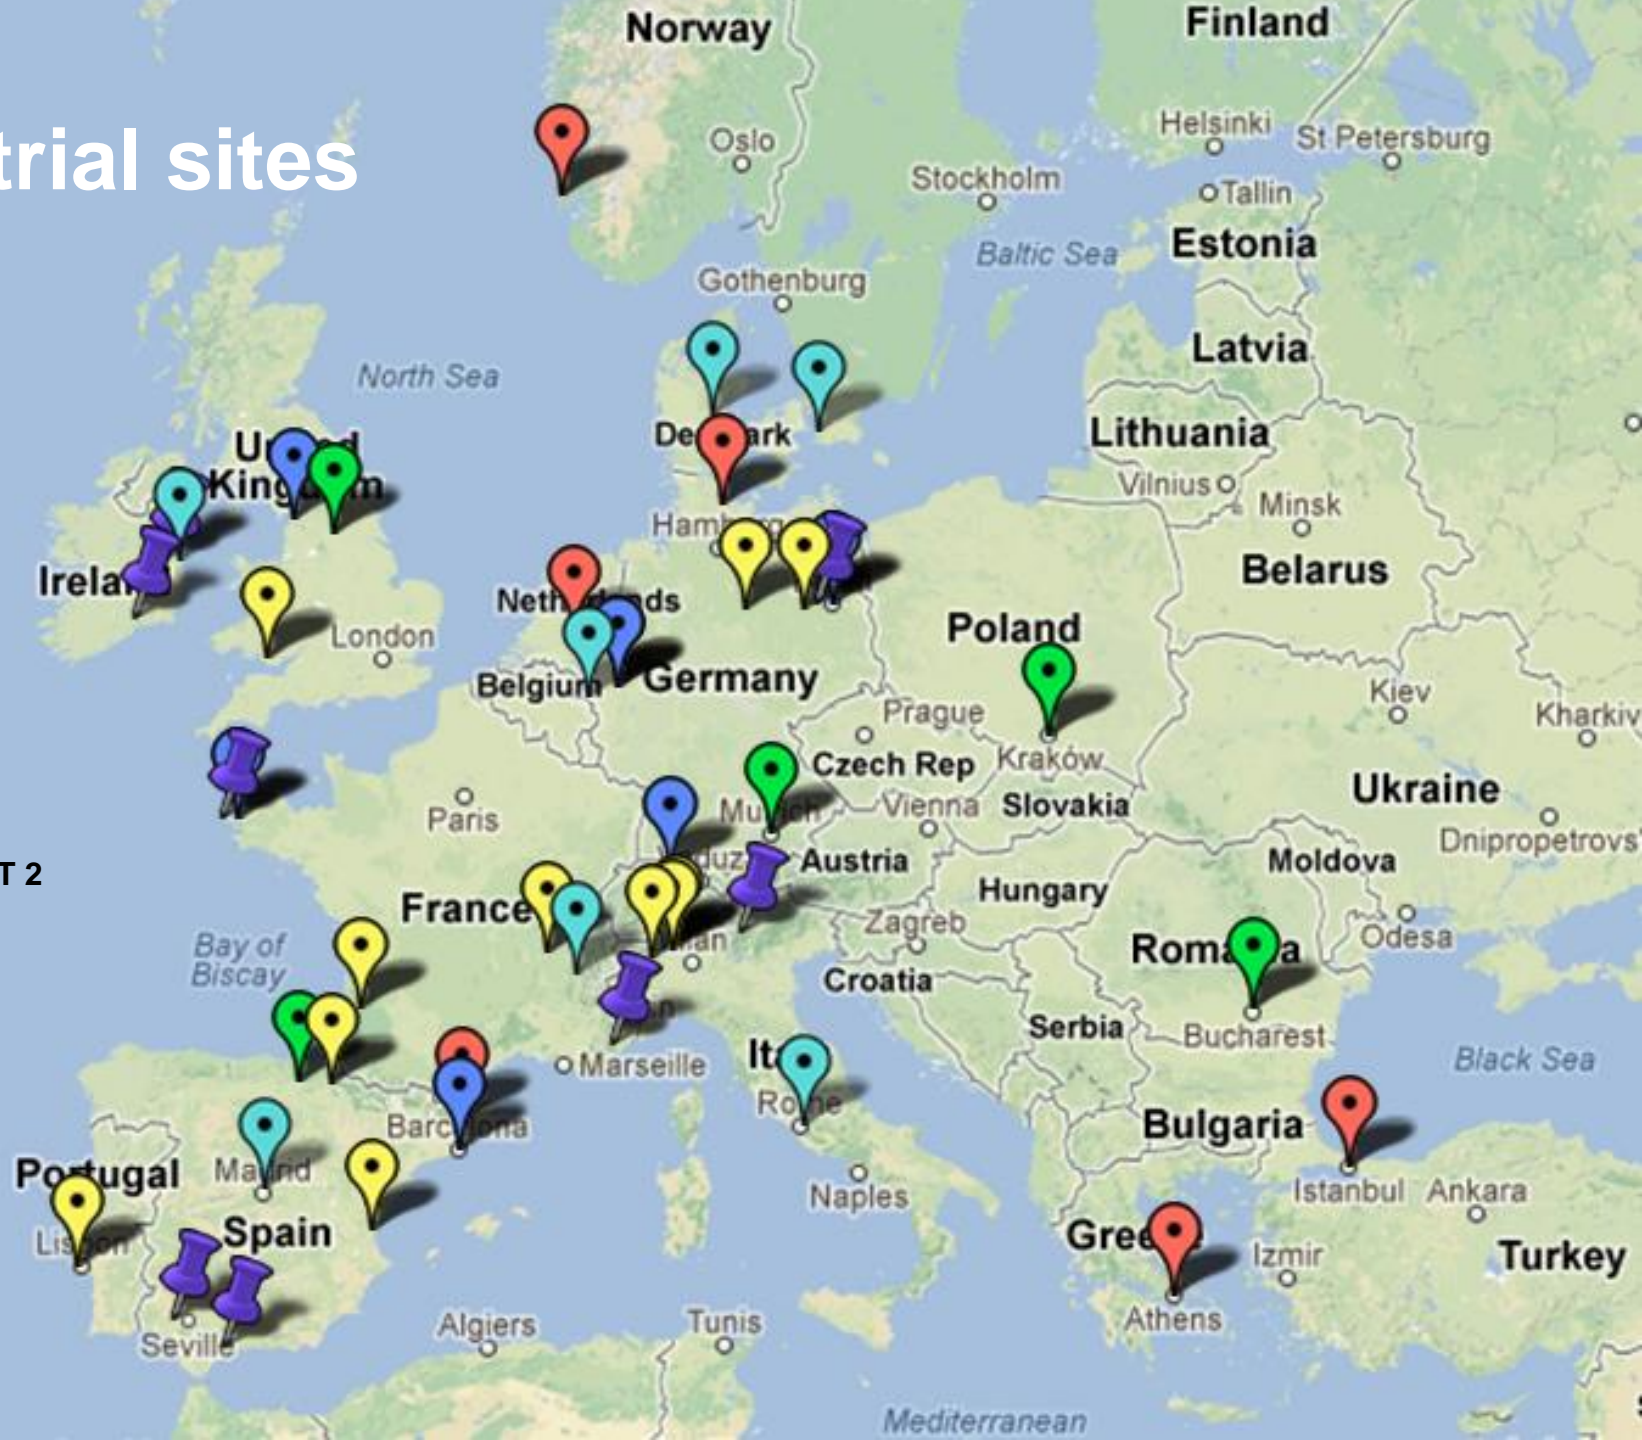 Norway
Finland
Helsinki
St Petersburg
trial sites
Oslo
Stockholm
Tallin
Estonia
Baltic Sea
Gothenburg
Latvia
North Sea
Lithuania
Vilnius
Minsk
Belarus
London
Poland
Belgium
Germany
Kiev
Prague
Kharkiv
Czech Rep
Kraków
Ukraine
Vienna
Slovakia
Paris
Dnipropetrovs
T 2
Austria
Moldova
Hungary
France
Zagreb
Odesa
Bay of
Biscay
Croatia
Serbia
Bucharest
Marseille
Black Sea
Bulgaria
Naples
Istanbul
Ankara
Spain
Izmir
Turkey
Algiers
Tunis
Athens
Seville
Mediterranean